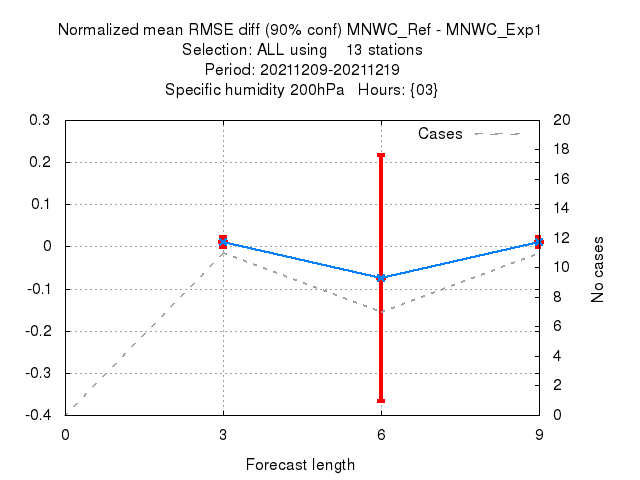 Normalized mean RMSE diff (90% conf) MNWC_Ref - MNWC_Exp1
Selection: ALL using    13 stations
Period: 20211209-20211219
Specific humidity 200hPa   Hours: {03}
Cases
0.3
0.2
0.1
0
-0.1
-0.2
-0.3
-0.4
20
18
16
14
12
10
8
6
4
2
0
No cases
0 3 6 9
Forecast length